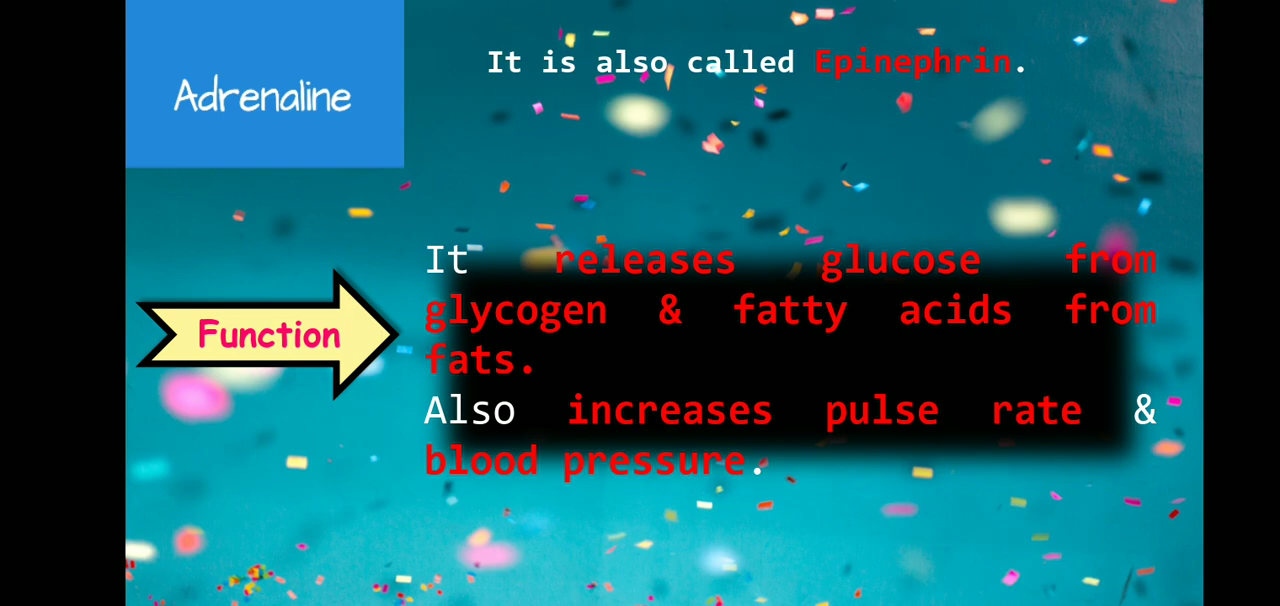 Adrenaline
It is also called Epinephrin.
Function
It releases glucose from
glycogen & fatty acids from
fats.
Also increases pulse rate &
blood pressure.